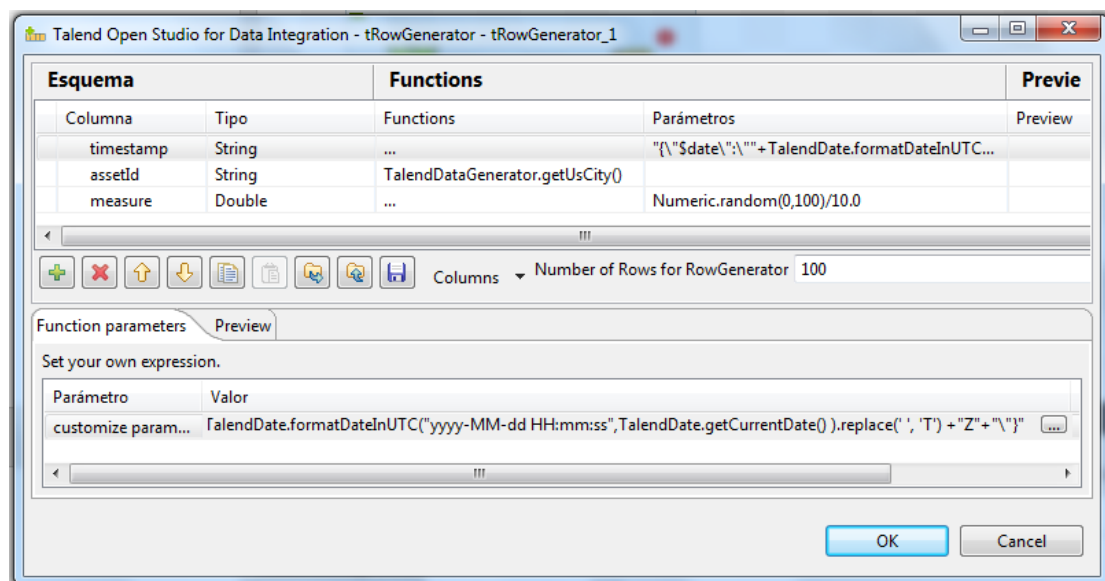 Talend Open Studio for Data Integration - tRowGenerator - tRowGenerator_1
Esquema Functions Previe
Columna Tipo Functions Parámetros Preview
timestamp String ... "{\"$date\":\""+TalendDate.formatDateInUTC...
assetId String TalendDataGenerator.getUsCity()
measure Double ... Numeric.random(0,100)/10.0
Columns Number of Rows for RowGenerator 100
Function parameters Preview
Set your own expression.
Parámetro Valor
customize param... TalendDate.formatDateInUTC("yyyy-MM-dd HH:mm:ss",TalendDate.getCurrentDate() ).replace(' ', 'T') +"Z"+"\"}" ...
OK Cancel